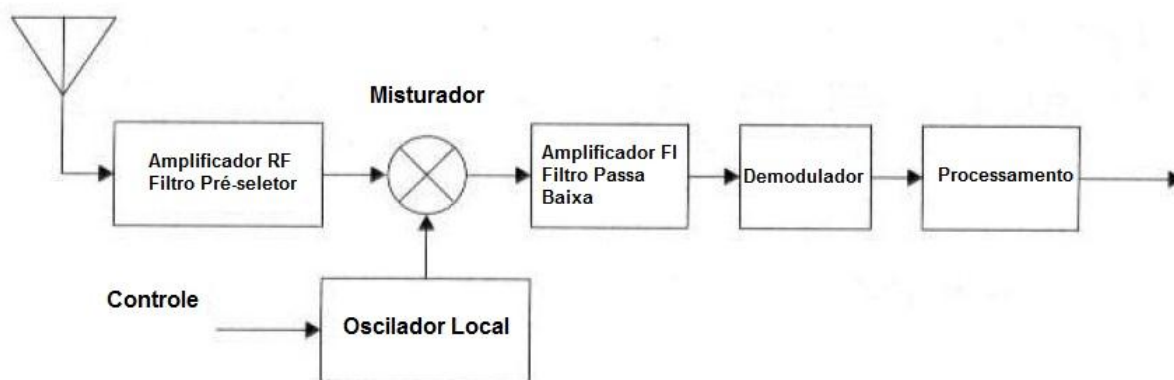 Misturador
Amplificador RF
Filtro Pré-seletor
Amplificador FI
Filtro Passa
Baixa
Demodulador
Processamento
Controle
Oscilador Local